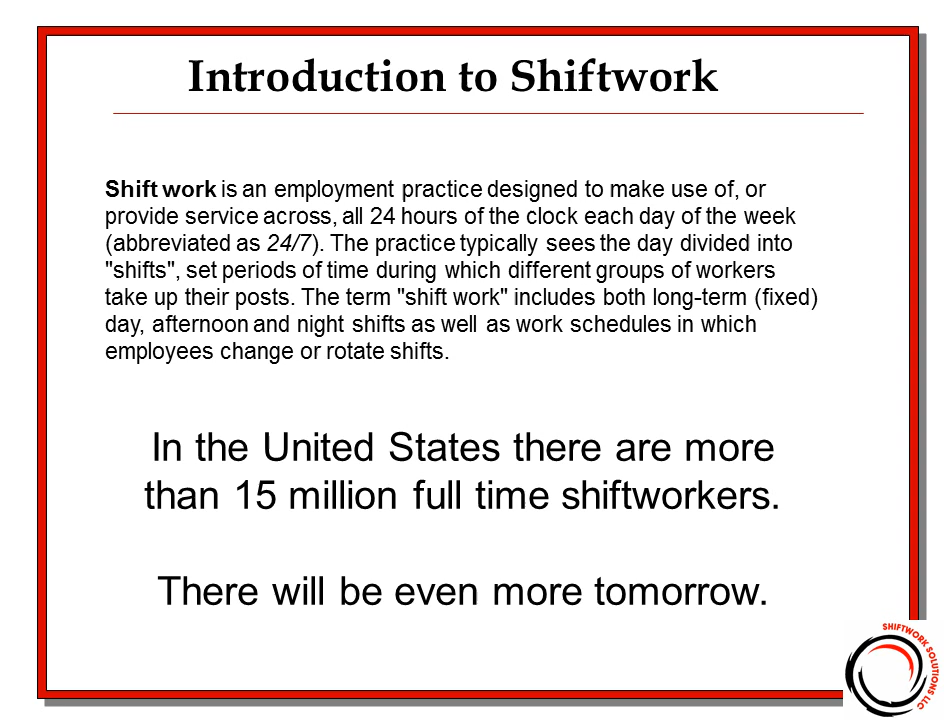 Introduction to Shiftwork
Shift work is an employment practice designed to make use of, or
provide service across, all 24 hours of the clock each day of the week
(abbreviated as 24/7). The practice typically sees the day divided into
"shifts", set periods of time during which different groups of workers
take up their posts. The term "shift work" includes both long-term (fixed)
day, afternoon and night shifts as well as work schedules in which
employees change or rotate shifts.
In the United States there are more
than 15 million full time shiftworkers.
There will be even more tomorrow.
SHIFTWORK SOLUTIONS LLC